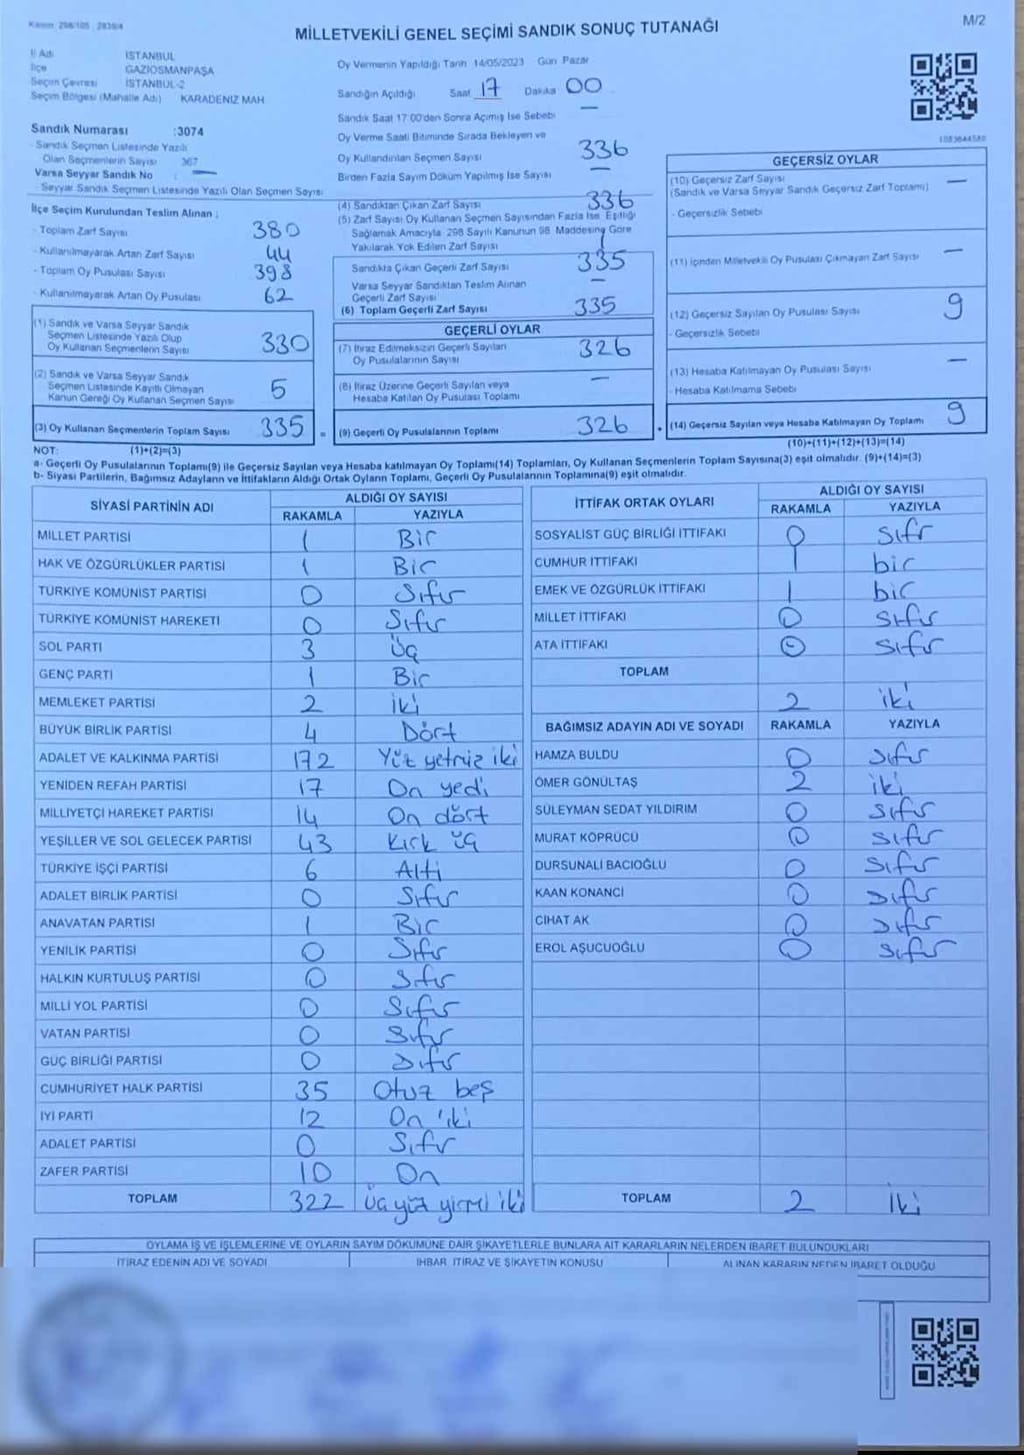 Kanun: 298/105 - 2839/4
MİLLETVEKİLİ GENEL SEÇİMİ SANDIK SONUÇ TUTANAĞI
M/2
İl Adı İSTANBUL
İlçe GAZİOSMANPAŞA
Seçim Çevresi İSTANBUL-2
Seçim Bölgesi (Mahalle Adı) KARADENİZ MAH.
Sandık Numarası :3074
- Sandık Seçmen Listesinde Yazılı
Olan Seçmenlerin Sayısı 367
Varsa Seyyar Sandık No : —
- Seyyar Sandık Seçmen Listesinde Yazılı Olan Seçmen Sayısı:
İlçe Seçim Kurulundan Teslim Alınan ;
- Toplam Zarf Sayısı 380
- Kullanılmayarak Artan Zarf Sayısı 44
- Toplam Oy Pusulası Sayısı 398
- Kullanılmayarak Artan Oy Pusulası 62
(1) Sandık ve Varsa Seyyar Sandık
Seçmen Listesinde Yazılı Olup
Oy Kullanan Seçmenlerin Sayısı 330
(2) Sandık ve Varsa Seyyar Sandık
Seçmen Listesinde Kayıtlı Olmayan
Kanun Gereği Oy Kullanan Seçmen Sayısı 5
(3) Oy Kullanan Seçmenlerin Toplam Sayısı 335
Oy Vermenin Yapıldığı Tarih 14/05/2023 Gün Pazar
Sandığın Açıldığı Saat 17 Dakika 00
Sandık Saat 17:00'den Sonra Açılmış İse Sebebi —
Oy Verme Saati Bitiminde Sırada Bekleyen ve
Oy Kullandırılan Seçmen Sayısı 336
Birden Fazla Sayım Döküm Yapılmış İse Sayısı —
(4) Sandıktan Çıkan Zarf Sayısı 336
(5) Zarf Sayısı Oy Kullanan Seçmen Sayısından Fazla İse, Eşitliği
Sağlamak Amacıyla 298 Sayılı Kanunun 98. Maddesine Göre
Yakılarak Yok Edilen Zarf Sayısı 1
Sandıkta Çıkan Geçerli Zarf Sayısı 335
Varsa Seyyar Sandıktan Teslim Alınan
Geçerli Zarf Sayısı —
(6) Toplam Geçerli Zarf Sayısı 335
GEÇERLİ OYLAR
(7) İtiraz Edilmeksizin Geçerli Sayılan
Oy Pusulalarının Sayısı 326
(8) İtiraz Üzerine Geçerli Sayılan veya
Hesaba Katılan Oy Pusulası Toplamı —
= (9) Geçerli Oy Pusulalarının Toplamı 326
1083644580
GEÇERSİZ OYLAR
(10) Geçersiz Zarf Sayısı —
(Sandık ve Varsa Seyyar Sandık Geçersiz Zarf Toplamı)
- Geçersizlik Sebebi
(11) İçinden Milletvekili Oy Pusulası Çıkmayan Zarf Sayısı —
(12) Geçersiz Sayılan Oy Pusulası Sayısı 9
- Geçersizlik Sebebi
(13) Hesaba Katılmayan Oy Pusulası Sayısı —
- Hesaba Katılmama Sebebi
+ (14) Geçersiz Sayılan veya Hesaba Katılmayan Oy Toplamı 9
NOT: (1)+(2)=(3) (10)+(11)+(12)+(13)=(14)
a- Geçerli Oy Pusulalarının Toplamı(9) ile Geçersiz Sayılan veya Hesaba katılmayan Oy Toplamı(14) Toplamları, Oy Kullanan Seçmenlerin Toplam Sayısına(3) eşit olmalıdır. (9)+(14)=(3)
b- Siyasi Partilerin, Bağımsız Adayların ve İttifakların Aldığı Ortak Oyların Toplamı, Geçerli Oy Pusulalarının Toplamına(9) eşit olmalıdır.
SİYASİ PARTİNİN ADI ALDIĞI OY SAYISI
RAKAMLA YAZIYLA
MİLLET PARTİSİ 1 Bir
HAK VE ÖZGÜRLÜKLER PARTİSİ 1 Bir
TÜRKİYE KOMÜNİST PARTİSİ 0 Sıfır
TÜRKİYE KOMÜNİST HAREKETİ 0 Sıfır
SOL PARTİ 3 Üç
GENÇ PARTİ 1 Bir
MEMLEKET PARTİSİ 2 İki
BÜYÜK BİRLİK PARTİSİ 4 Dört
ADALET VE KALKINMA PARTİSİ 172 Yüz yetmiz iki
YENİDEN REFAH PARTİSİ 17 On yedi
MİLLİYETÇİ HAREKET PARTİSİ 14 On dört
YEŞİLLER VE SOL GELECEK PARTİSİ 43 Kırk üç
TÜRKİYE İŞÇİ PARTİSİ 6 Altı
ADALET BİRLİK PARTİSİ 0 Sıfır
ANAVATAN PARTİSİ 1 Bir
YENİLİK PARTİSİ 0 Sıfır
HALKIN KURTULUŞ PARTİSİ 0 Sıfır
MİLLİ YOL PARTİSİ 0 Sıfır
VATAN PARTİSİ 0 Sıfır
GÜÇ BİRLİĞİ PARTİSİ 0 Sıfır
CUMHURİYET HALK PARTİSİ 35 Otuz beş
İYİ PARTİ 12 On iki
ADALET PARTİSİ 0 Sıfır
ZAFER PARTİSİ 10 On
TOPLAM 322 Üçyüz yirmi iki
İTTİFAK ORTAK OYLARI ALDIĞI OY SAYISI
RAKAMLA YAZIYLA
SOSYALİST GÜÇ BİRLİĞİ İTTİFAKI 0 sıfır
CUMHUR İTTİFAKI 1 bir
EMEK VE ÖZGÜRLÜK İTTİFAKI 1 bir
MİLLET İTTİFAKI 0 sıfır
ATA İTTİFAKI 0 sıfır
TOPLAM 2 iki
BAĞIMSIZ ADAYIN ADI VE SOYADI RAKAMLA YAZIYLA
HAMZA BULDU 0 sıfır
ÖMER GÖNÜLTAŞ 2 iki
SÜLEYMAN SEDAT YILDIRIM 0 sıfır
MURAT KÖPRÜCÜ 0 sıfır
DURSUNALİ BACIOĞLU 0 sıfır
KAAN KONANCI 0 sıfır
CİHAT AK 0 sıfır
EROL AŞUCUOĞLU 0 sıfır
TOPLAM 2 İki
OYLAMA İŞ VE İŞLEMLERİNE VE OYLARIN SAYIM DÖKÜMÜNE DAİR ŞİKAYETLERLE BUNLARA AİT KARARLARIN NELERDEN İBARET BULUNDUKLARI
İTİRAZ EDENİN ADI VE SOYADI İHBAR, İTİRAZ VE ŞİKAYETİN KONUSU ALINAN KARARIN NEDEN İBARET OLDUĞU